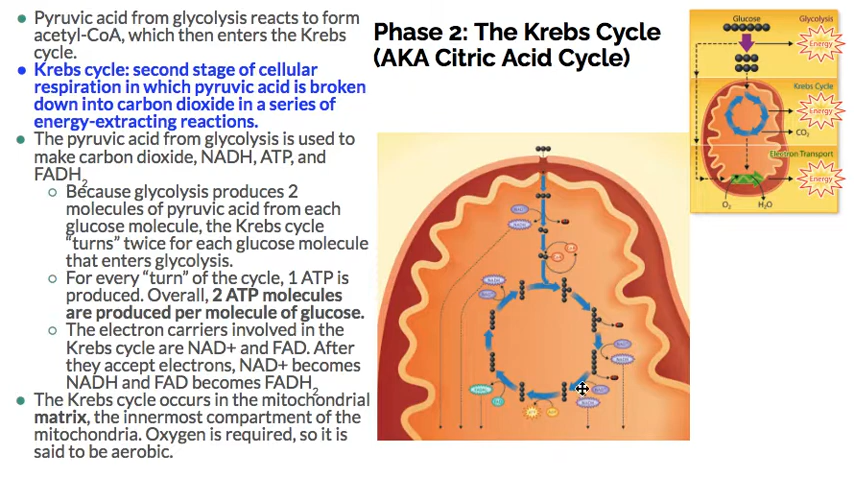 Pyruvic acid from glycolysis reacts to form
acetyl-CoA, which then enters the Krebs
cycle.
Krebs cycle: second stage of cellular
respiration in which pyruvic acid is broken
down into carbon dioxide in a series of
energy-extracting reactions.
The pyruvic acid from glycolysis is used to
make carbon dioxide, NADH, ATP, and
FADH2
Because glycolysis produces 2
molecules of pyruvic acid from each
glucose molecule, the Krebs cycle
"turns" twice for each glucose molecule
that enters glycolysis.
For every "turn" of the cycle, 1 ATP is
produced. Overall, 2 ATP molecules
are produced per molecule of glucose.
The electron carriers involved in the
Krebs cycle are NAD+ and FAD. After
they accept electrons, NAD+ becomes
NADH and FAD becomes FADH2
The Krebs cycle occurs in the mitochondrial
matrix, the innermost compartment of the
mitochondria. Oxygen is required, so it is
said to be aerobic.
Phase 2: The Krebs Cycle
(AKA Citric Acid Cycle)
Glucose
Glycolysis
Energy
Krebs Cycle
Energy
CO2
Electron Transport
Energy
O2
H2O